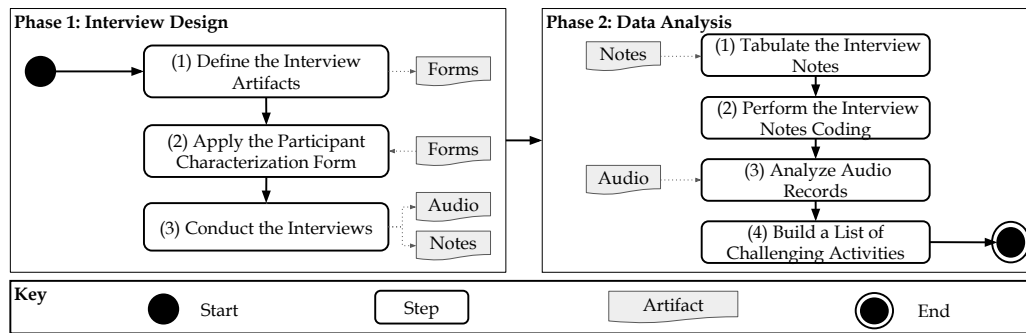 Phase 1: Interview Design
(1) Define the Interview
Artifacts
Forms
(2) Apply the Participant
Characterization Form
Forms
(3) Conduct the Interviews
Audio
Notes
Phase 2: Data Analysis
Notes
(1) Tabulate the Interview
Notes
(2) Perform the Interview
Notes Coding
Audio
(3) Analyze Audio
Records
(4) Build a List of
Challenging Activities
Key
Start
Step
Artifact
End